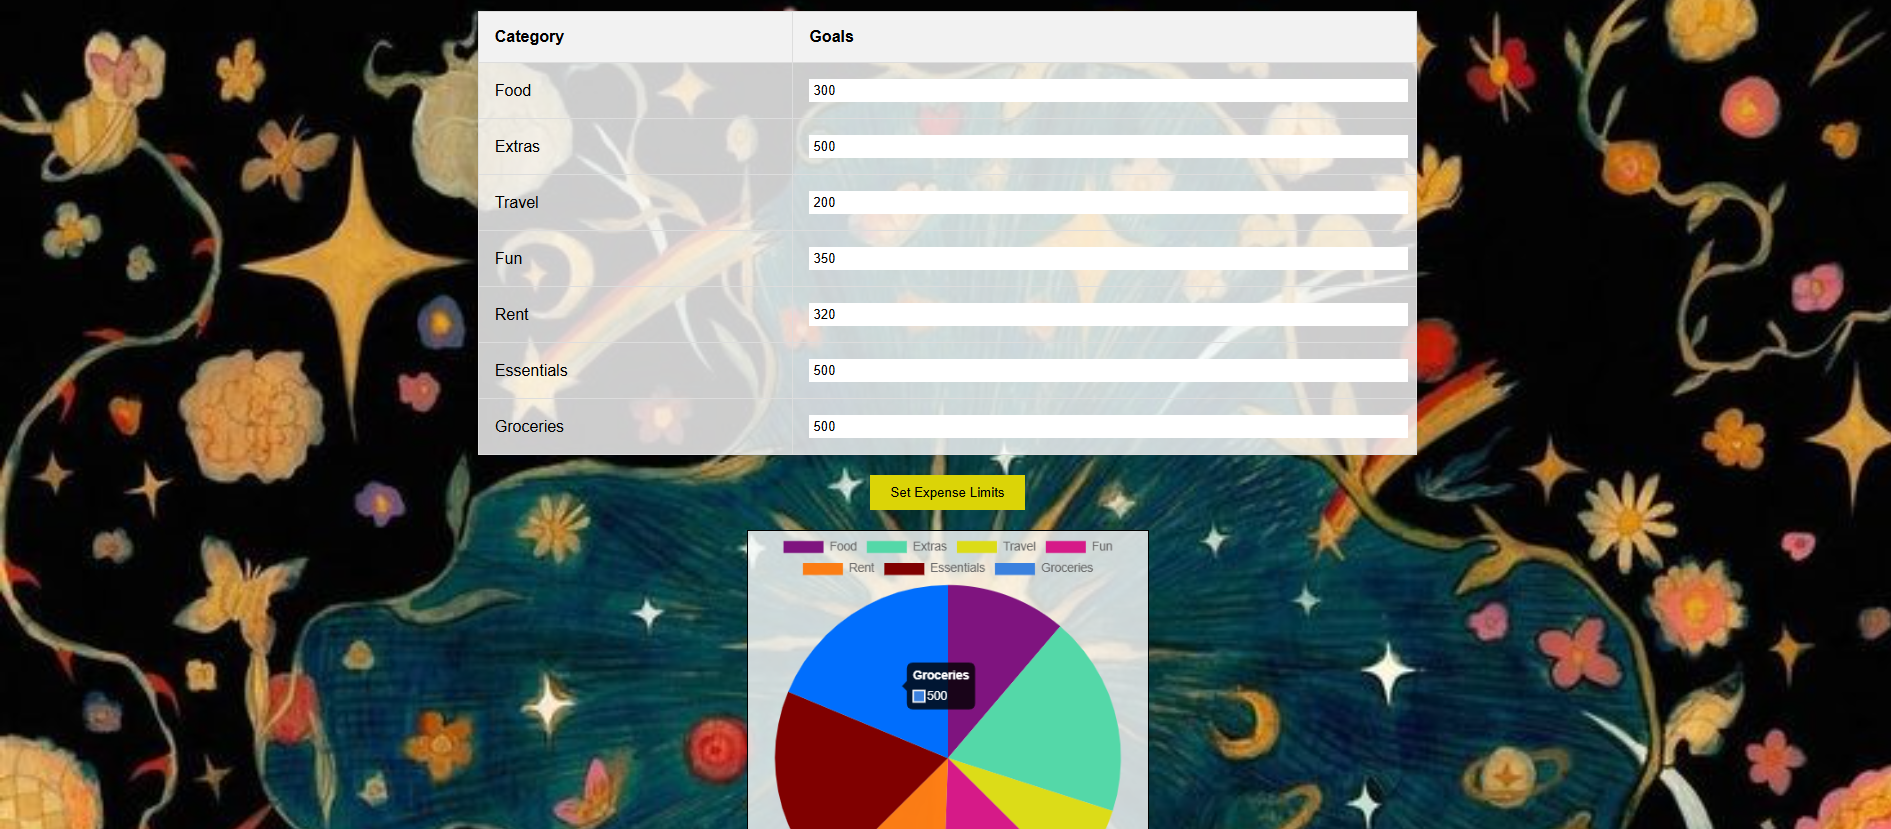 Category Goals
Food 300
Extras 500
Travel 200
Fun 350
Rent 320
Essentials 500
Groceries 500
Set Expense Limits
Food Extras Travel Fun
Rent Essentials Groceries
Groceries
500